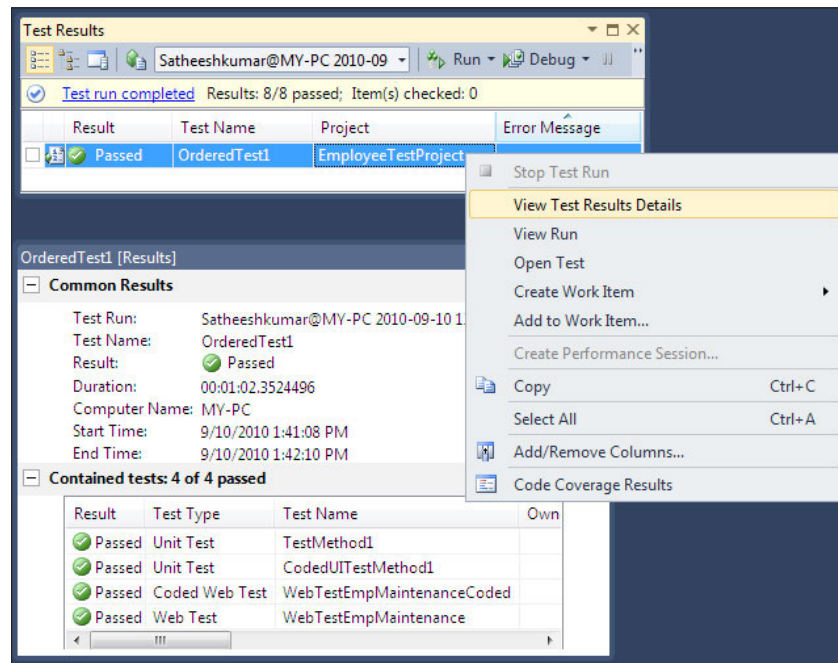 Test Results
Satheeshkumar@MY-PC 2010-09 Run Debug
Test run completed Results: 8/8 passed; Item(s) checked: 0
Result Test Name Project Error Message
Passed OrderedTest1 EmployeeTestProject
Stop Test Run
View Test Results Details
View Run
Open Test
Create Work Item
Add to Work Item...
Create Performance Session...
Copy Ctrl+C
Select All Ctrl+A
Add/Remove Columns...
Code Coverage Results
OrderedTest1 [Results]
Common Results
Test Run: Satheeshkumar@MY-PC 2010-09-10 1
Test Name: OrderedTest1
Result: Passed
Duration: 00:01:02.3524496
Computer Name: MY-PC
Start Time: 9/10/2010 1:41:08 PM
End Time: 9/10/2010 1:42:10 PM
Contained tests: 4 of 4 passed
Result Test Type Test Name Own
Passed Unit Test TestMethod1
Passed Unit Test CodedUITestMethod1
Passed Coded Web Test WebTestEmpMaintenanceCoded
Passed Web Test WebTestEmpMaintenance